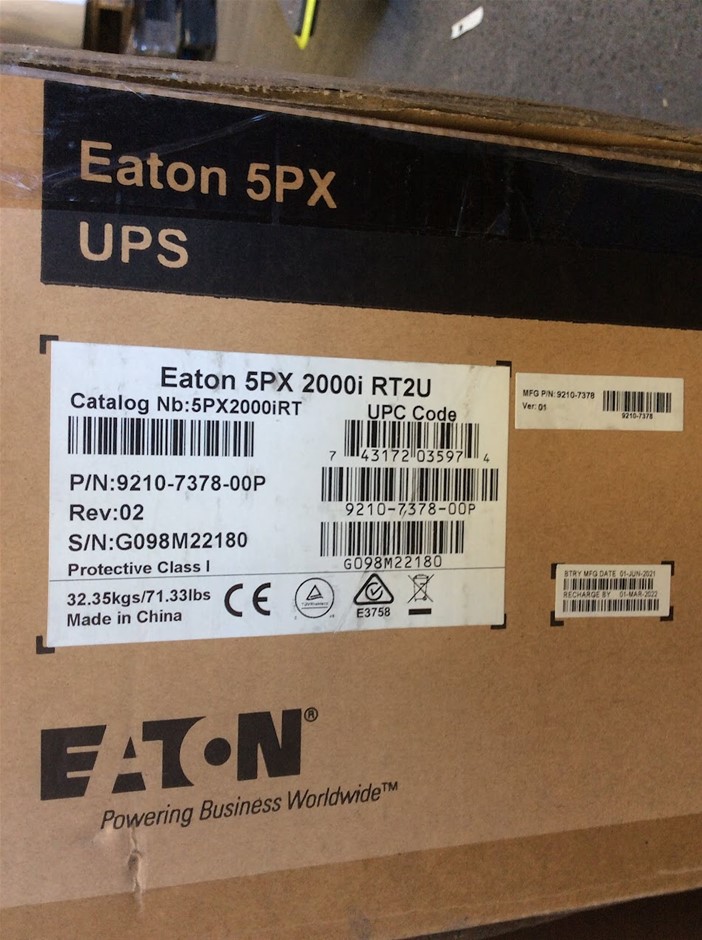 Eaton 5PX
UPS
Eaton 5PX 2000i RT2U
Catalog Nb:5PX2000iRT
UPC Code
7 43172 03597 4
P/N:9210-7378-00P
9210-7378-00P
Rev:02
S/N:G098M22180
G098M22180
Protective Class I
32.35kgs/71.33lbs
Made in China
CE
E3758
MFG P/N: 9210-7378
Ver: 01
9210-7378
BTRY MFG DATE 01-JUN-2021
RECHARGE BY 01-MAR-2022
EATON®
Powering Business Worldwide™